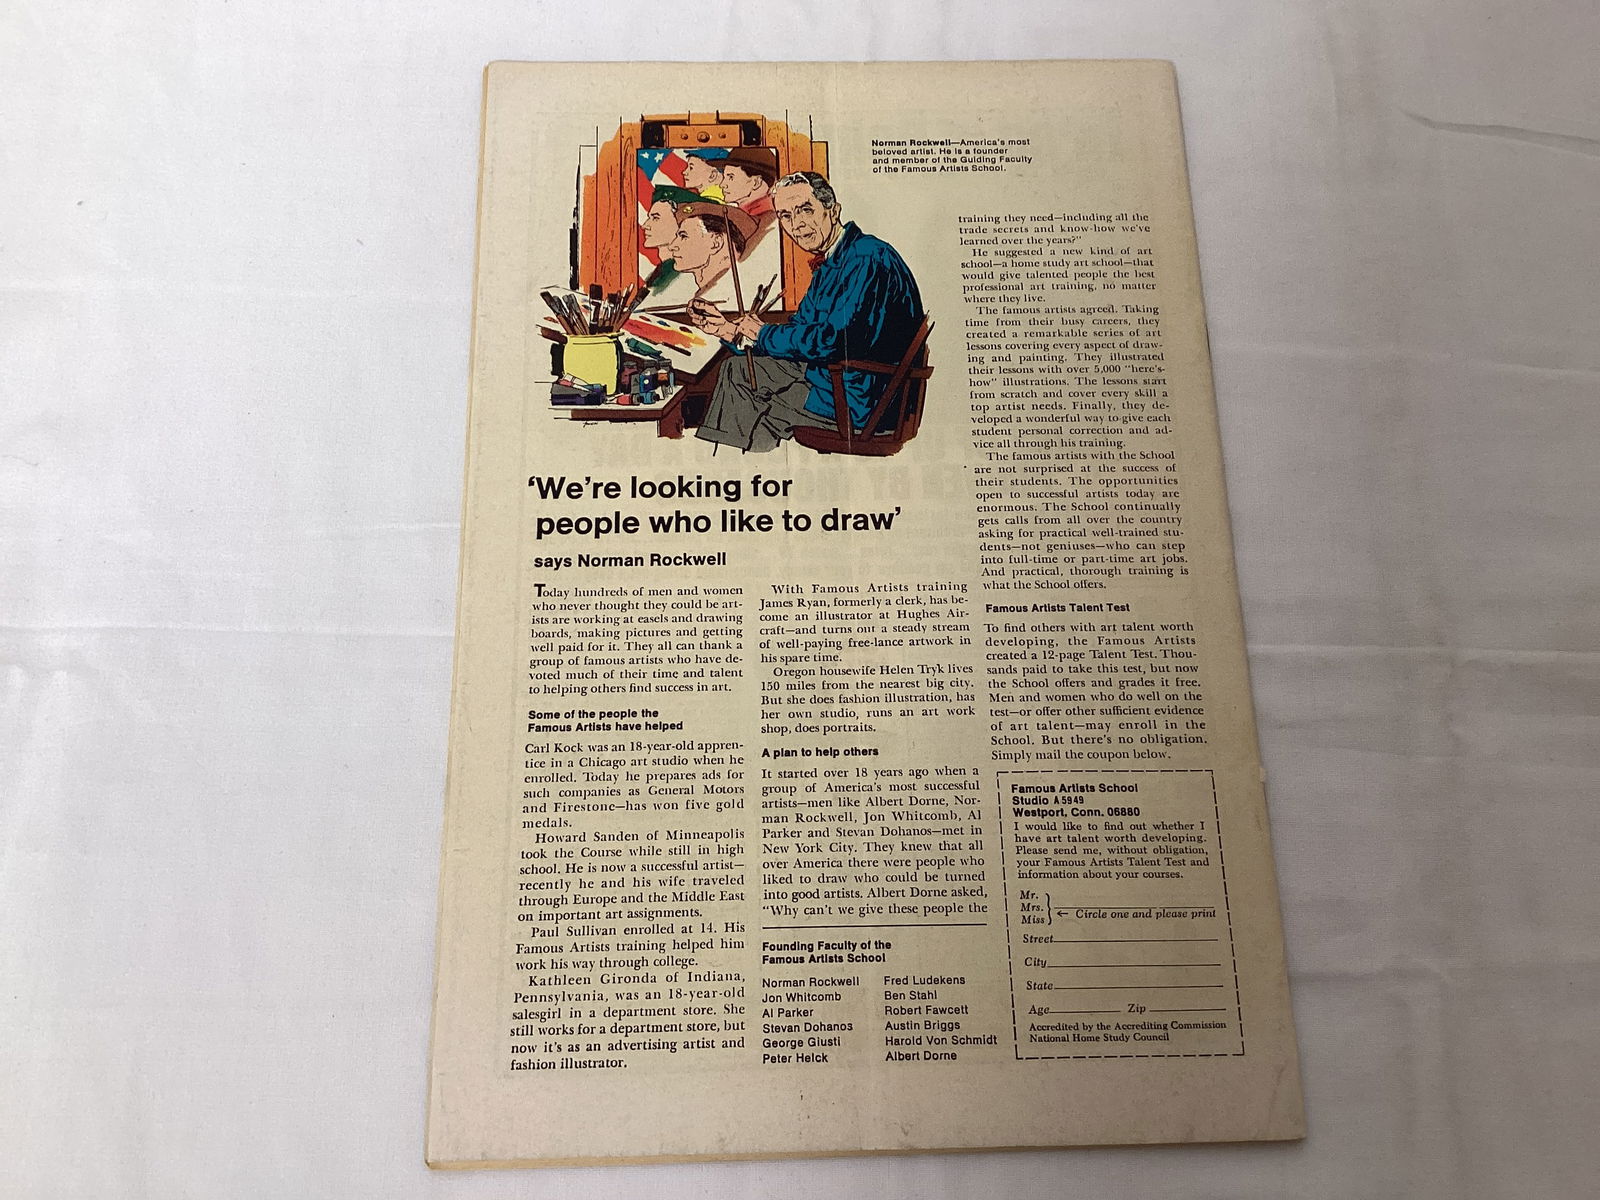 Norman Rockwell—America's most
beloved artist. He is a founder
and member of the Guiding Faculty
of the Famous Artists School.
'We're looking for
people who like to draw'
says Norman Rockwell
Today hundreds of men and women
who never thought they could be art-
ists are working at easels and drawing
boards, making pictures and getting
well paid for it. They all can thank a
group of famous artists who have de-
voted much of their time and talent
to helping others find success in art.
Some of the people the
Famous Artists have helped
Carl Kock was an 18-year-old appren-
tice in a Chicago art studio when he
enrolled. Today he prepares ads for
such companies as General Motors
and Firestone—has won five gold
medals.
Howard Sanden of Minneapolis
took the Course while still in high
school. He is now a successful artist—
recently he and his wife traveled
through Europe and the Middle East
on important art assignments.
Paul Sullivan enrolled at 14. His
Famous Artists training helped him
work his way through college.
Kathleen Gironda of Indiana,
Pennsylvania, was an 18-year-old
salesgirl in a department store. She
still works for a department store, but
now it's as an advertising artist and
fashion illustrator.
With Famous Artists training
James Ryan, formerly a clerk, has be-
come an illustrator at Hughes Air-
craft—and turns out a steady stream
of well-paying free-lance artwork in
his spare time.
Oregon housewife Helen Tryk lives
150 miles from the nearest big city.
But she does fashion illustration, has
her own studio, runs an art work
shop, does portraits.
A plan to help others
It started over 18 years ago when a
group of America's most successful
artists—men like Albert Dorne, Nor-
man Rockwell, Jon Whitcomb, Al
Parker and Stevan Dohanos—met in
New York City. They knew that all
over America there were people who
liked to draw who could be turned
into good artists. Albert Dorne asked,
"Why can't we give these people the
training they need—including all the
trade secrets and know-how we've
learned over the years?"
He suggested a new kind of art
school—a home study art school—that
would give talented people the best
professional art training, no matter
where they live.
The famous artists agreed. Taking
time from their busy careers, they
created a remarkable series of art
lessons covering every aspect of draw-
ing and painting. They illustrated
their lessons with over 5,000 "here's-
how" illustrations. The lessons start
from scratch and cover every skill a
top artist needs. Finally, they de-
veloped a wonderful way to give each
student personal correction and ad-
vice all through his training.
The famous artists with the School
are not surprised at the success of
their students. The opportunities
open to successful artists today are
enormous. The School continually
gets calls from all over the country
asking for practical well-trained stu-
dents—not geniuses—who can step
into full-time or part-time art jobs.
And practical, thorough training is
what the School offers.
Famous Artists Talent Test
To find others with art talent worth
developing, the Famous Artists
created a 12-page Talent Test. Thou-
sands paid to take this test, but now
the School offers and grades it free.
Men and women who do well on the
test—or offer other sufficient evidence
of art talent—may enroll in the
School. But there's no obligation.
Simply mail the coupon below.
Founding Faculty of the
Famous Artists School
Norman Rockwell
Jon Whitcomb
Al Parker
Stevan Dohanos
George Giusti
Peter Helck
Fred Ludekens
Ben Stahl
Robert Fawcett
Austin Briggs
Harold Von Schmidt
Albert Dorne
Famous Artists School
Studio A5949
Westport, Conn. 06880
I would like to find out whether I
have art talent worth developing.
Please send me, without obligation,
your Famous Artists Talent Test and
information about your courses.
Mr.
Mrs.
Miss
← Circle one and please print
Street
City
State
Age Zip
Accredited by the Accrediting Commission
National Home Study Council